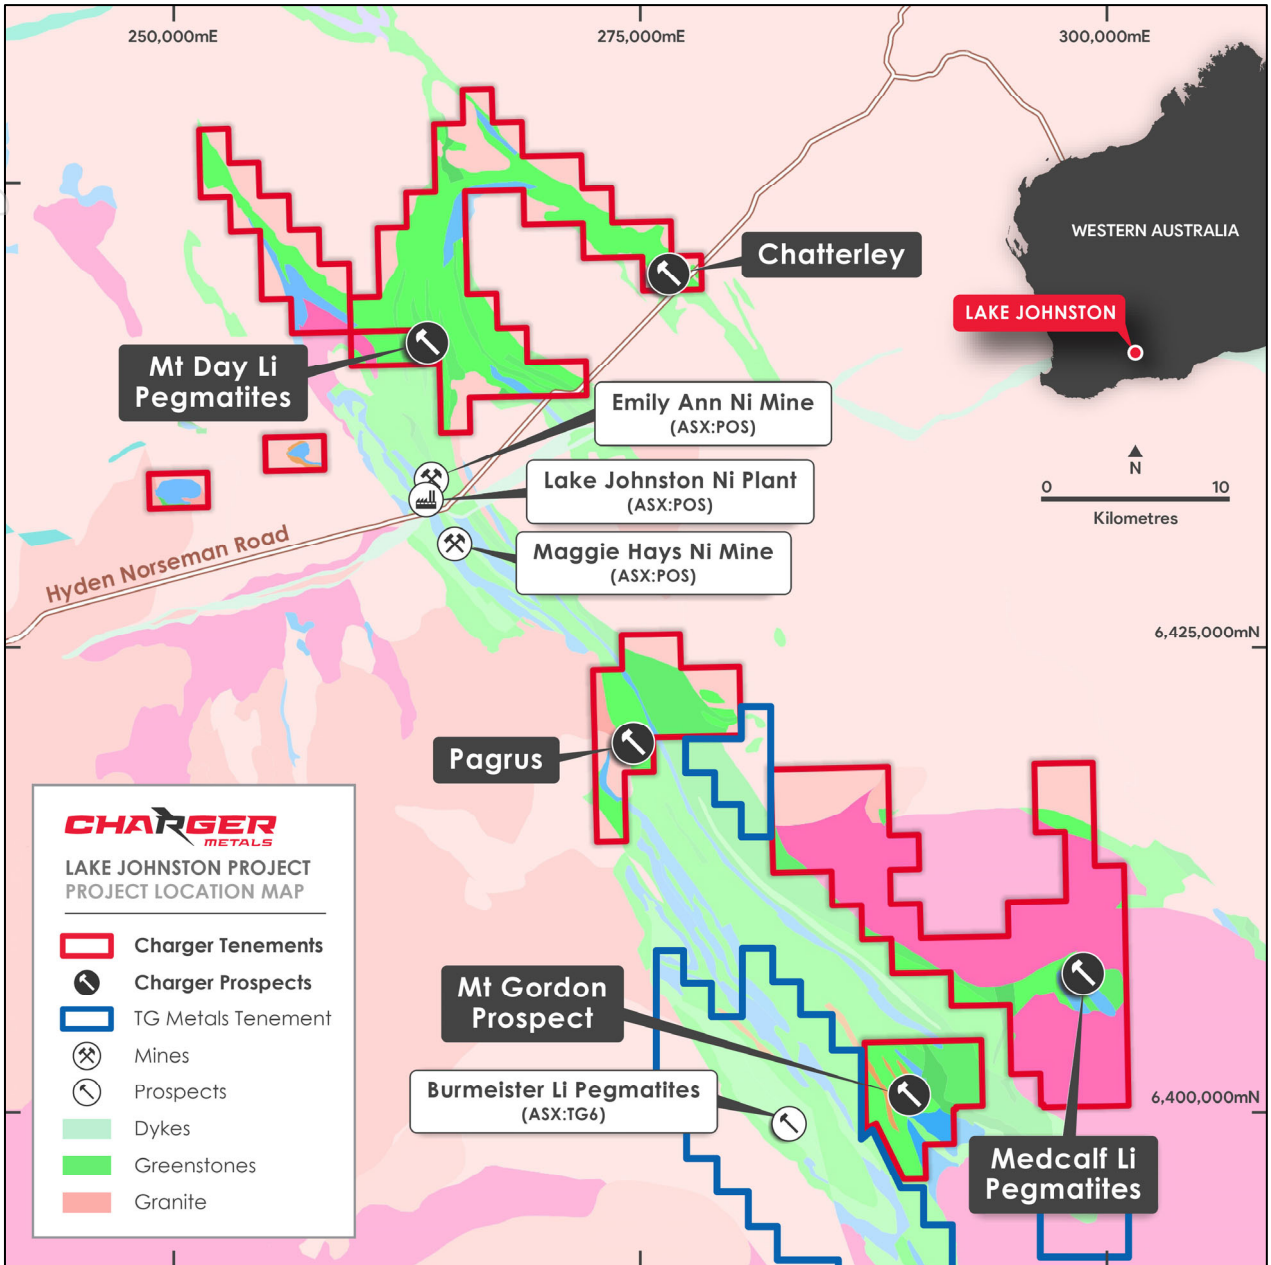 250,000mE
275,000mE
300,000mE
WESTERN AUSTRALIA
Chatterley
LAKE JOHNSTON
Mt Day Li
Pegmatites
Emily Ann Ni Mine
(ASX:POS)
N
Lake Johnston Ni Plant
(ASX:POS)
0 10
Kilometres
Maggie Hays Ni Mine
(ASX:POS)
Hyden Norseman Road
6,425,000mN
Pagrus
CHARGER
METALS
LAKE JOHNSTON PROJECT
PROJECT LOCATION MAP
Charger Tenements
Charger Prospects
TG Metals Tenement
Mines
Prospects
Dykes
Greenstones
Granite
Mt Gordon
Prospect
Burmeister Li Pegmatites
(ASX:TG6)
6,400,000mN
Medcalf Li
Pegmatites